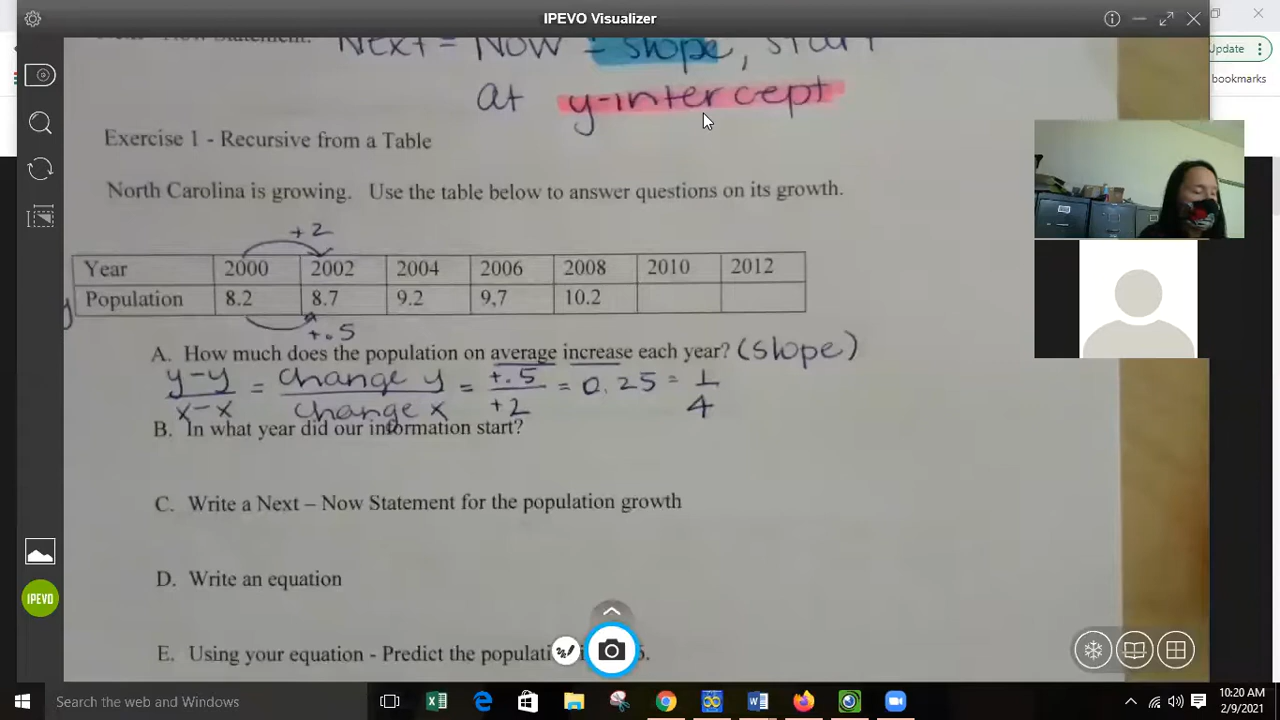 IPEVO Visualizer
Update
bookmarks
Next = Now ± slope, start
at y-intercept
Exercise 1 - Recursive from a Table
North Carolina is growing. Use the table below to answer questions on its growth.
+2
Year 2000 2002 2004 2006 2008 2010 2012
Population 8.2 8.7 9.2 9,7 10.2
y
+.5
A. How much does the population on average increase each year? (slope)
y-y / x-x = change y / change x = +.5 / +2 = 0.25 = 1/4
B. In what year did our information start?
C. Write a Next – Now Statement for the population growth
D. Write an equation
E. Using your equation - Predict the populati
IPEVO
Search the web and Windows
10:20 AM
2/9/2021